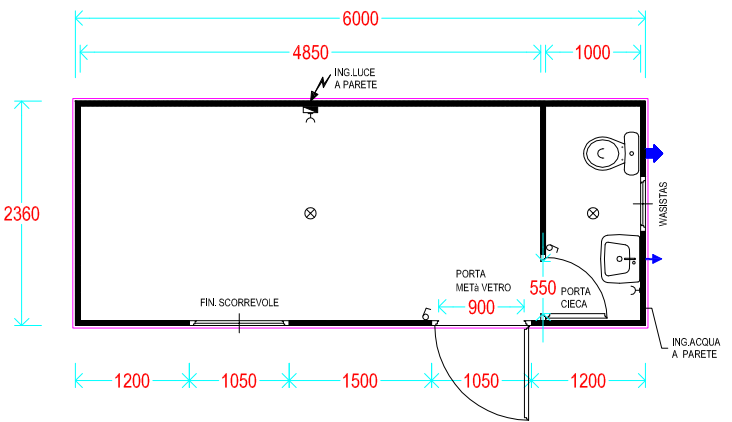 6000
4850
1000
ING.LUCE
A PARETE
2360
WASISTAS
PORTA
METà VETRO
900
550
PORTA
CIECA
FIN. SCORREVOLE
ING.ACQUA
A PARETE
1200
1050
1500
1050
1200